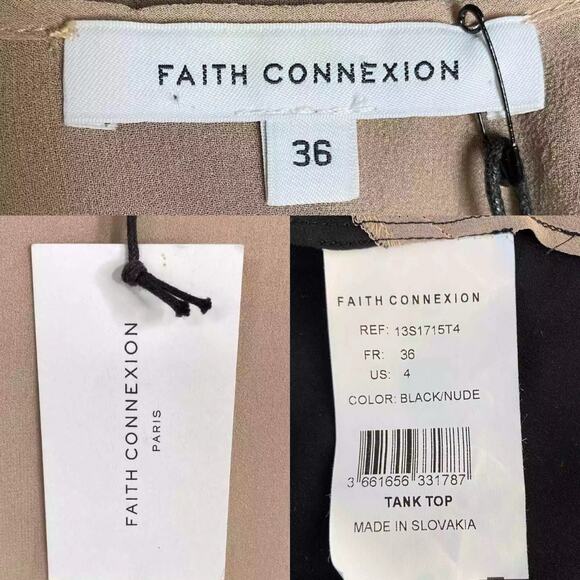 FAITH CONNEXION
36
FAITH CONNEXION
PARIS
FAITH CONNEXION
REF: 13S1715T4
FR: 36
US: 4
COLOR: BLACK/NUDE
3 661656 331787
TANK TOP
MADE IN SLOVAKIA